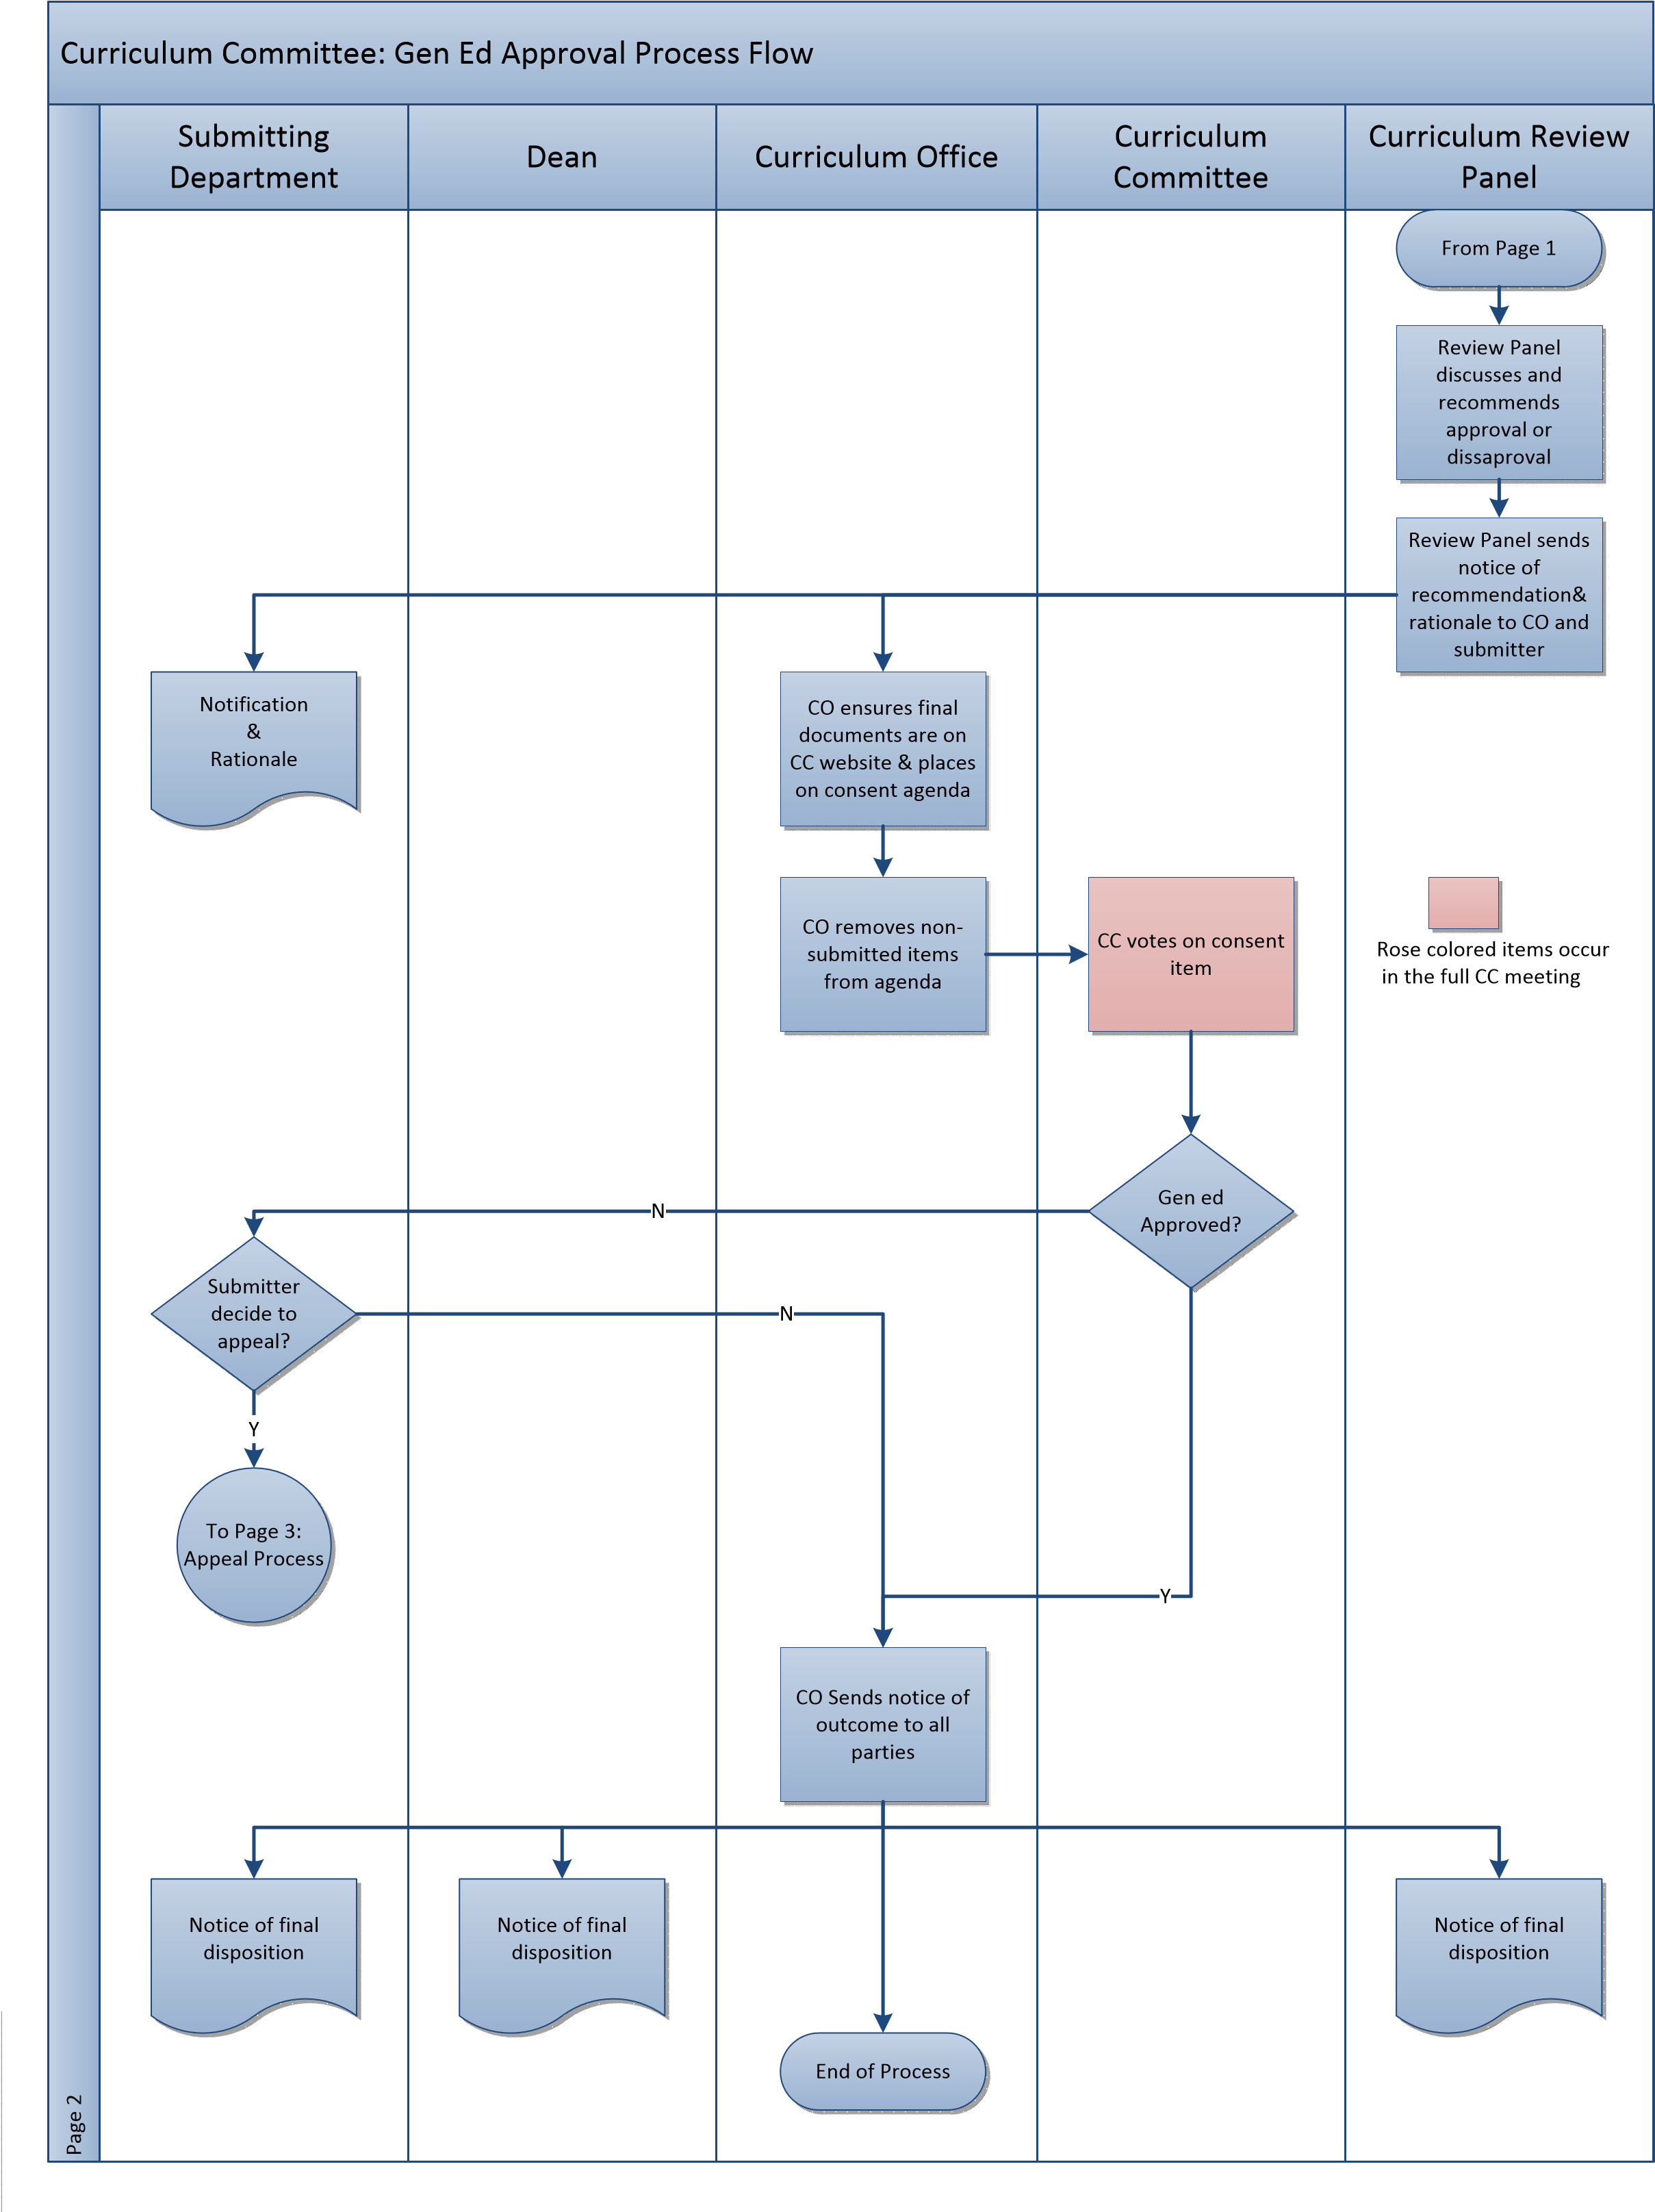 Curriculum Committee: Gen Ed Approval Process Flow
Submitting
Department
Dean
Curriculum Office
Curriculum
Committee
Curriculum Review
Panel
From Page 1
Review Panel
discusses and
recommends
approval or
dissaproval
Review Panel sends
notice of
recommendation&
rationale to CO and
submitter
Notification
&
Rationale
CO ensures final
documents are on
CC website & places
on consent agenda
CO removes non-
submitted items
from agenda
CC votes on consent
item
Rose colored items occur
in the full CC meeting
Gen ed
Approved?
N
Submitter
decide to
appeal?
N
Y
To Page 3:
Appeal Process
Y
CO Sends notice of
outcome to all
parties
Notice of final
disposition
Notice of final
disposition
Notice of final
disposition
End of Process
Page 2